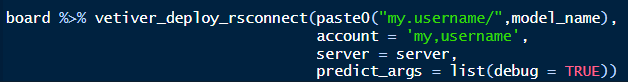 board %>% vetiver_deploy_rsconnect(paste0("my.username/",model_name),
account = 'my,username',
server = server,
predict_args = list(debug = TRUE))